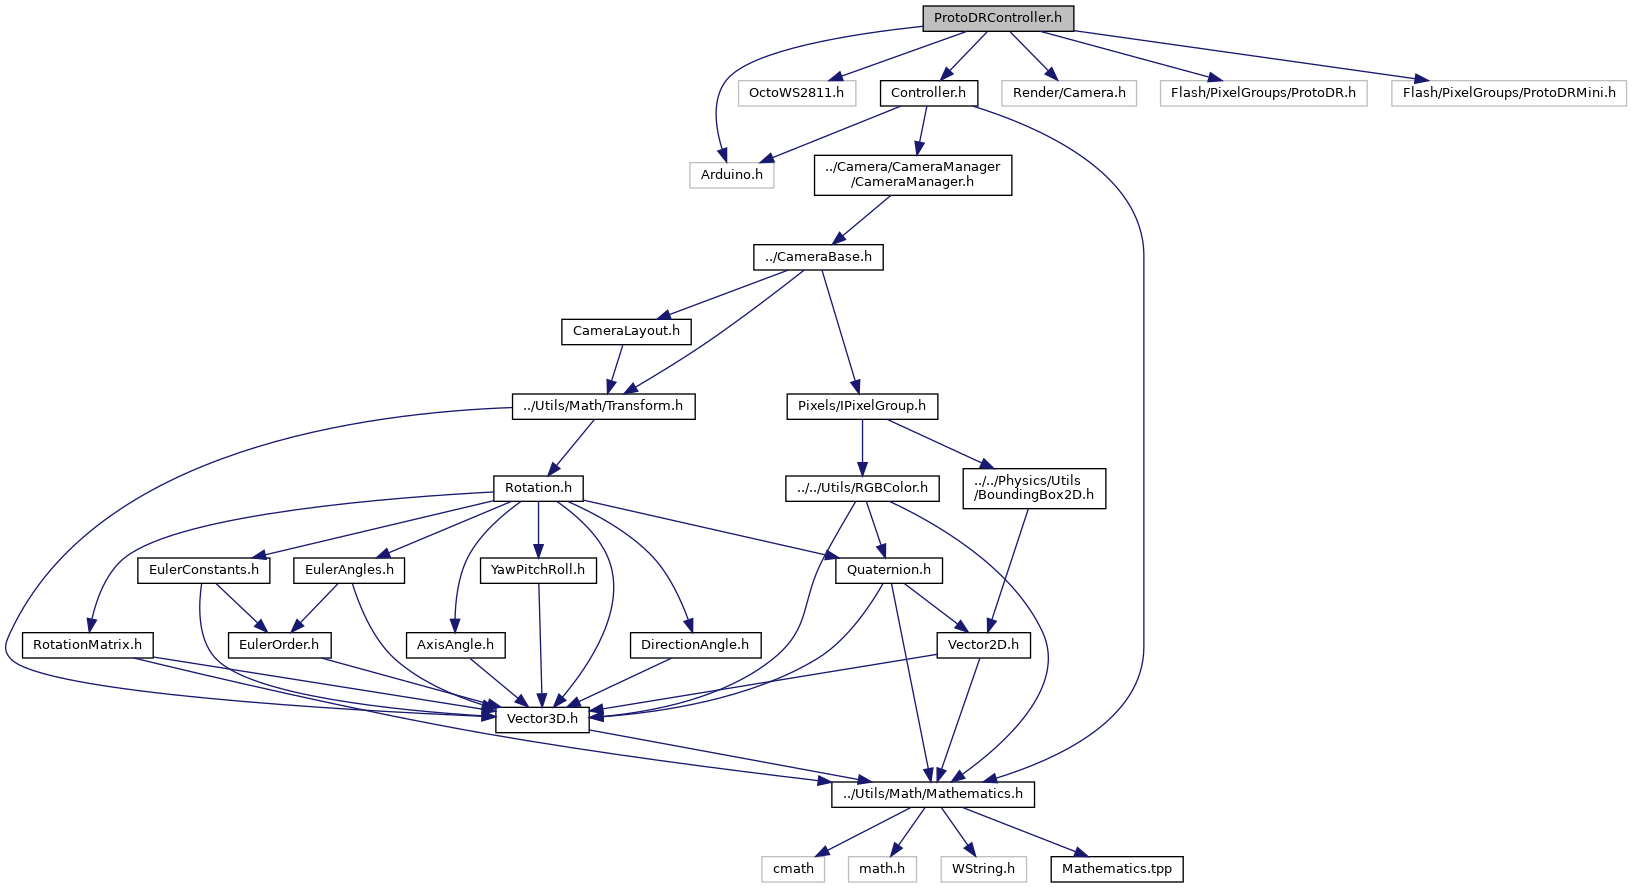 ProtoDRController.h
OctoWS2811.h
Controller.h
Render/Camera.h
Flash/PixelGroups/ProtoDR.h
Flash/PixelGroups/ProtoDRMini.h
Arduino.h
../Camera/CameraManager
/CameraManager.h
../CameraBase.h
CameraLayout.h
../Utils/Math/Transform.h
Pixels/IPixelGroup.h
Rotation.h
../../Utils/RGBColor.h
../../Physics/Utils
/BoundingBox2D.h
EulerConstants.h
EulerAngles.h
YawPitchRoll.h
Quaternion.h
RotationMatrix.h
EulerOrder.h
AxisAngle.h
DirectionAngle.h
Vector2D.h
Vector3D.h
../Utils/Math/Mathematics.h
cmath
math.h
WString.h
Mathematics.tpp